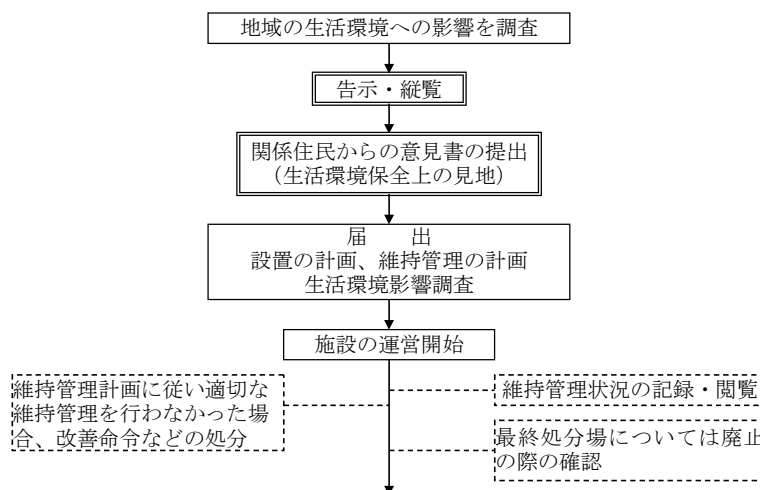 地域の生活環境への影響を調査
告示・縦覧
関係住民からの意見書の提出
(生活環境保全上の見地)
届　　出
設置の計画、維持管理の計画
生活環境影響調査
施設の運営開始
維持管理計画に従い適切な
維持管理を行わなかった場
合、改善命令などの処分
維持管理状況の記録・閲覧
最終処分場については廃止
の際の確認